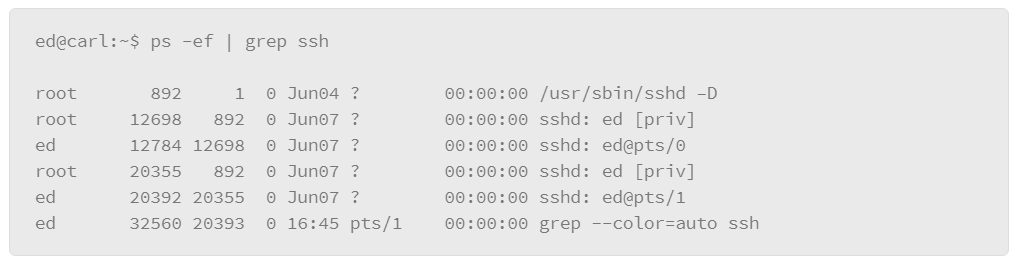 ed@carl:~$ ps -ef | grep ssh
root       892     1  0 Jun04 ?        00:00:00 /usr/sbin/sshd –D
root     12698   892  0 Jun07 ?        00:00:00 sshd: ed [priv]
ed       12784 12698  0 Jun07 ?        00:00:00 sshd: ed@pts/0
root     20355   892  0 Jun07 ?        00:00:00 sshd: ed [priv]
ed       20392 20355  0 Jun07 ?        00:00:00 sshd: ed@pts/1
ed       32560 20393  0 16:45 pts/1    00:00:00 grep --color=auto ssh